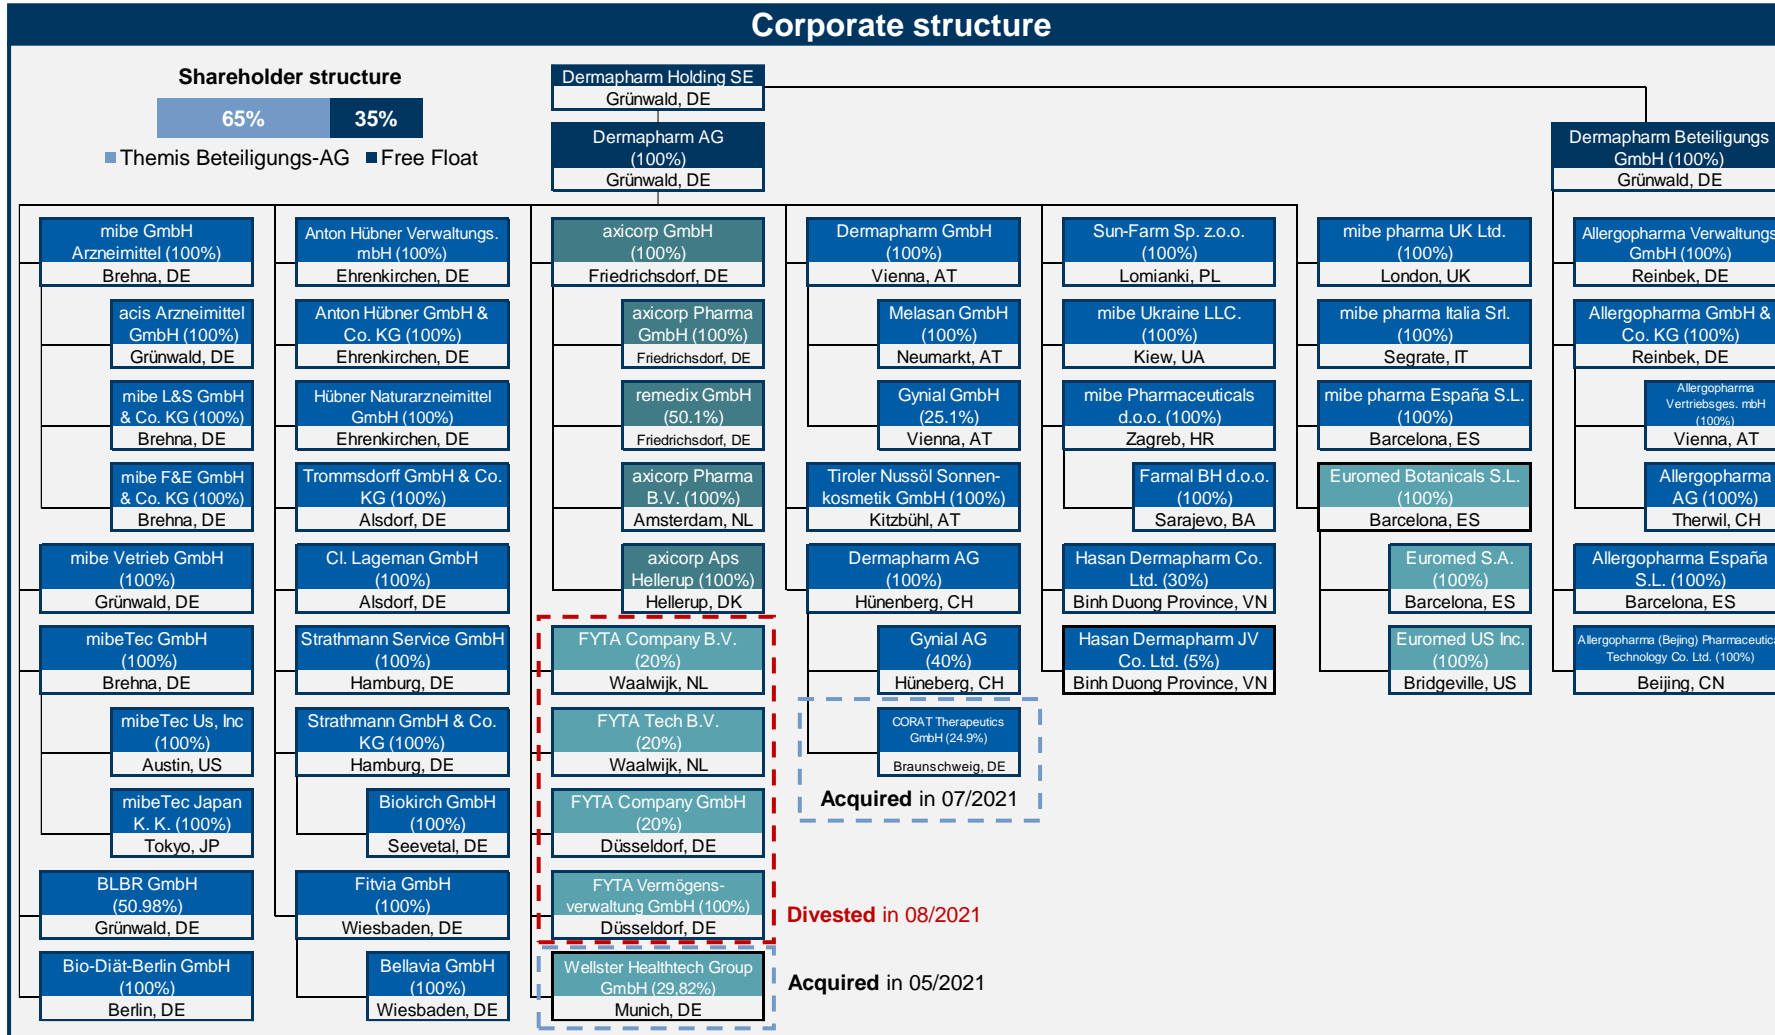 Corporate structure
Shareholder structure
65%
35%
Themis Beteiligungs-AG
Free Float
Dermapharm Holding SE
Grünwald, DE
Dermapharm AG
(100%)
Grünwald, DE
Dermapharm Beteiligungs
GmbH (100%)
Grünwald, DE
mibe GmbH
Arzneimittel (100%)
Brehna, DE
acis Arzneimittel
GmbH (100%)
Grünwald, DE
mibe L&S GmbH
& Co. KG (100%)
Brehna, DE
mibe F&E GmbH
& Co. KG (100%)
Brehna, DE
mibe Vetrieb GmbH
(100%)
Grünwald, DE
mibeTec GmbH
(100%)
Brehna, DE
mibeTec Us, Inc
(100%)
Austin, US
mibeTec Japan
K. K. (100%)
Tokyo, JP
BLBR GmbH
(50.98%)
Grünwald, DE
Bio-Diät-Berlin GmbH
(100%)
Berlin, DE
Anton Hübner Verwaltungs.
mbH (100%)
Ehrenkirchen, DE
Anton Hübner GmbH &
Co. KG (100%)
Ehrenkirchen, DE
Hübner Naturarzneimittel
GmbH (100%)
Ehrenkirchen, DE
Trommsdorff GmbH & Co.
KG (100%)
Alsdorf, DE
Cl. Lageman GmbH
(100%)
Alsdorf, DE
Strathmann Service GmbH
(100%)
Hamburg, DE
Strathmann GmbH & Co.
KG (100%)
Hamburg, DE
Biokirch GmbH
(100%)
Seevetal, DE
Fitvia GmbH
(100%)
Wiesbaden, DE
Bellavia GmbH
(100%)
Wiesbaden, DE
axicorp GmbH
(100%)
Friedrichsdorf, DE
axicorp Pharma
GmbH (100%)
Friedrichsdorf, DE
remedix GmbH
(50.1%)
Friedrichsdorf, DE
axicorp Pharma
B.V. (100%)
Amsterdam, NL
axicorp Aps
Hellerup (100%)
Hellerup, DK
FYTA Company B.V.
(20%)
Waalwijk, NL
FYTA Tech B.V.
(20%)
Waalwijk, NL
FYTA Company GmbH
(20%)
Düsseldorf, DE
FYTA Vermögens-
verwaltung GmbH (100%)
Düsseldorf, DE
Divested in 08/2021
Wellster Healthtech Group
GmbH (29,82%)
Munich, DE
Acquired in 05/2021
Dermapharm GmbH
(100%)
Vienna, AT
Melasan GmbH
(100%)
Neumarkt, AT
Gynial GmbH
(25.1%)
Vienna, AT
Tiroler Nussöl Sonnen-
kosmetik GmbH (100%)
Kitzbühl, AT
Dermapharm AG
(100%)
Hünenberg, CH
Gynial AG
(40%)
Hüneberg, CH
CORAT Therapeutics
GmbH (24.9%)
Braunschweig, DE
Acquired in 07/2021
Sun-Farm Sp. z.o.o.
(100%)
Lomianki, PL
mibe Ukraine LLC.
(100%)
Kiew, UA
mibe Pharmaceuticals
d.o.o. (100%)
Zagreb, HR
Farmal BH d.o.o.
(100%)
Sarajevo, BA
Hasan Dermapharm Co.
Ltd. (30%)
Binh Duong Province, VN
Hasan Dermapharm JV
Co. Ltd. (5%)
Binh Duong Province, VN
mibe pharma UK Ltd.
(100%)
London, UK
mibe pharma Italia Srl.
(100%)
Segrate, IT
mibe pharma España S.L.
(100%)
Barcelona, ES
Euromed Botanicals S.L.
(100%)
Barcelona, ES
Euromed S.A.
(100%)
Barcelona, ES
Euromed US Inc.
(100%)
Bridgeville, US
Allergopharma Verwaltungs
GmbH (100%)
Reinbek, DE
Allergopharma GmbH &
Co. KG (100%)
Reinbek, DE
Allergopharma
Vertriebsges. mbH
(100%)
Vienna, AT
Allergopharma
AG (100%)
Therwil, CH
Allergopharma España
S.L. (100%)
Barcelona, ES
Allergopharma (Bejing) Pharmaceutica
Technology Co. Ltd. (100%)
Beijing, CN